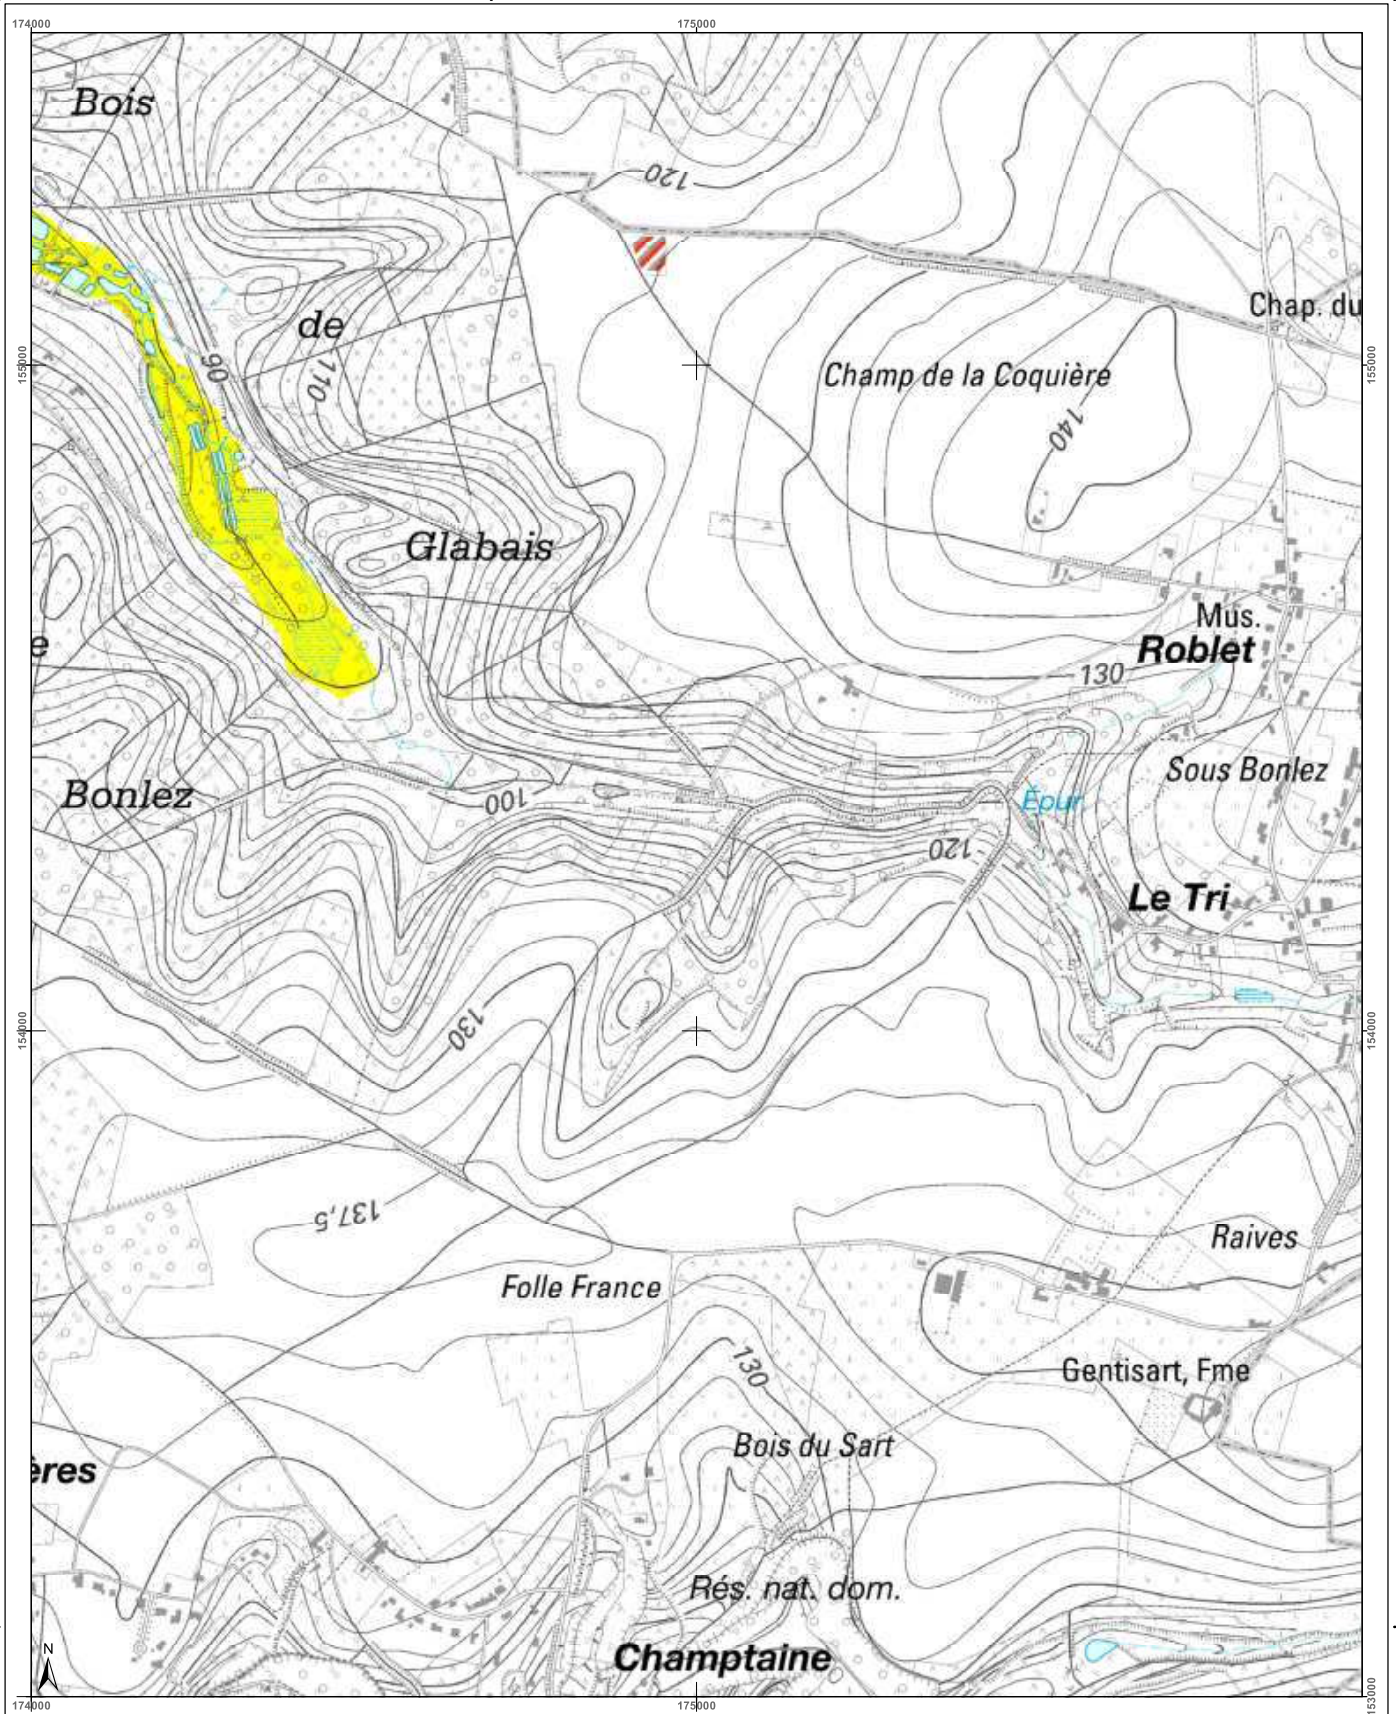 174000
175000
Bois
120
Chap. du
de
90
110
155000
155000
Champ de la Coquière
140
Glabais
Mus.
Roblet
e
130
Sous Bonlez
Bonlez
100
Épur
120
Le Tri
154000
154000
130
137,5
Raives
Folle France
130
Gentisart, Fme
Bois du Sart
ères
Rés. nat. dom.
Champtaine
N
174000
175000
153000